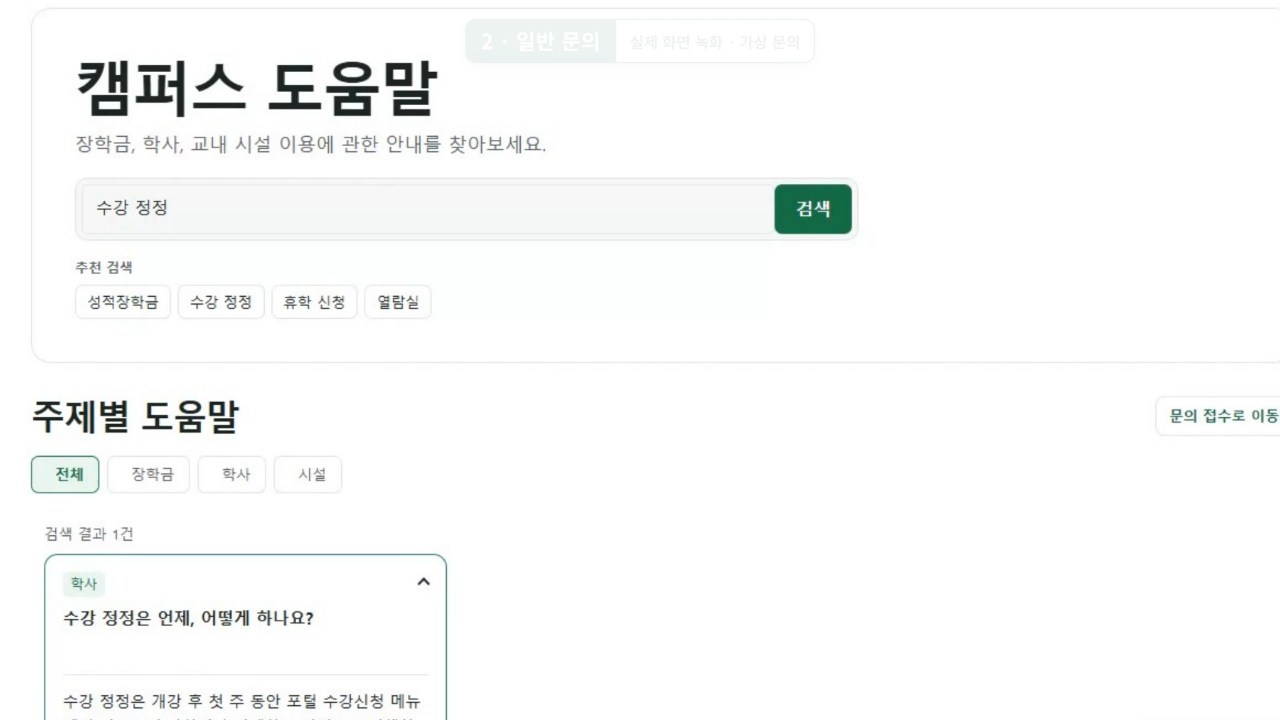 2 · 일반 문의 실제 화면 녹화 · 가상 문의
캠퍼스 도움말
장학금, 학사, 교내 시설 이용에 관한 안내를 찾아보세요.
수강 정정 검색
추천 검색
성적장학금 수강 정정 휴학 신청 열람실
주제별 도움말
문의 접수로 이동
전체 장학금 학사 시설
검색 결과 1건
학사
수강 정정은 언제, 어떻게 하나요?
수강 정정은 개강 후 첫 주 동안 포털 수강신청 메뉴